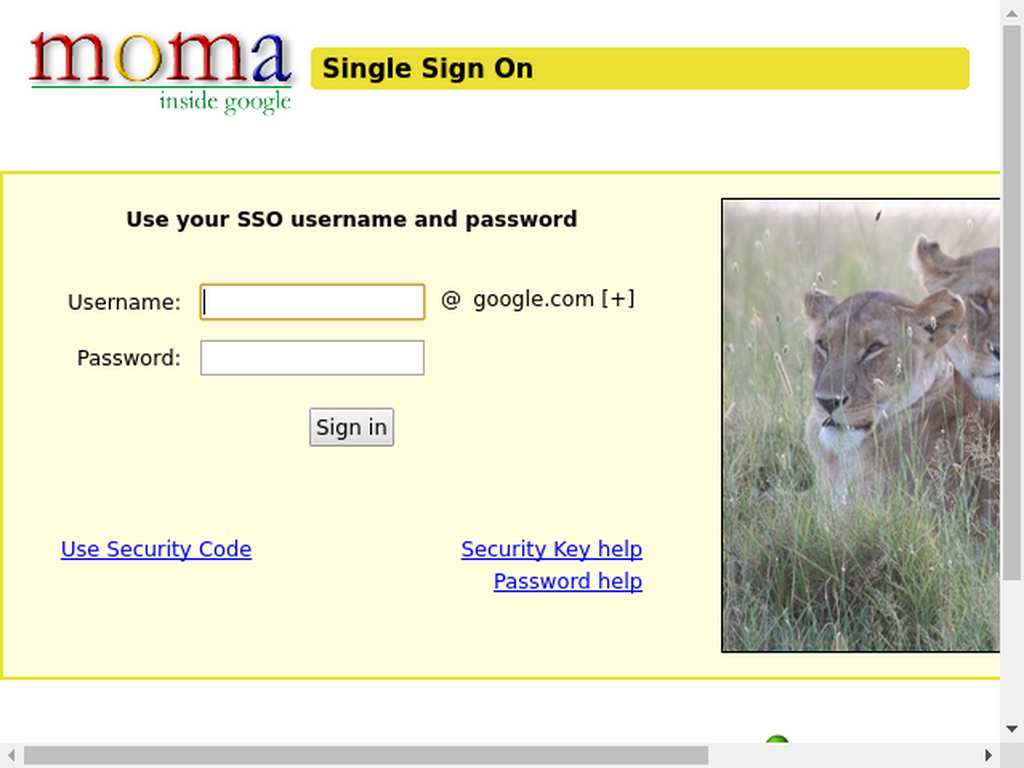 moma
inside google
Single Sign On
Use your SSO username and password
Username: @ google.com [+]
Password:
Sign in
Use Security Code
Security Key help
Password help